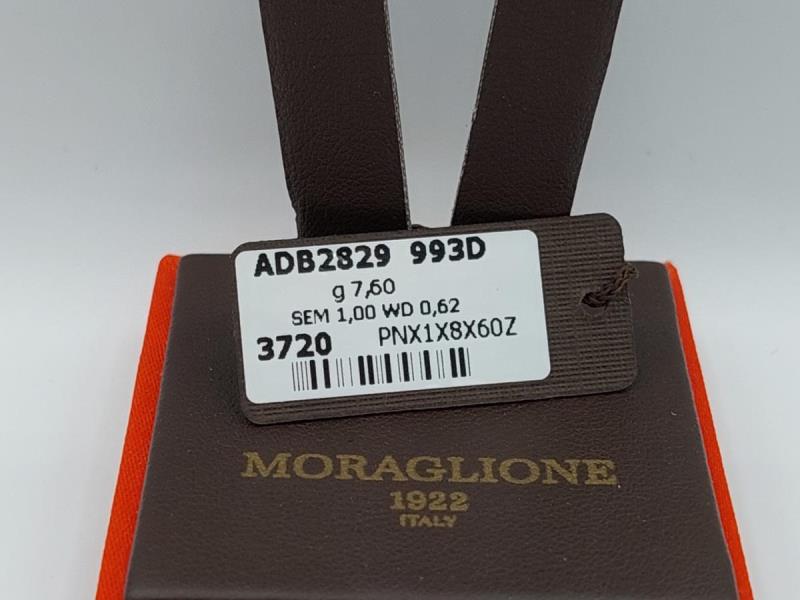 ADB2829 993D
g 7,60
SEM 1,00 WD 0,62
3720 PNX1X8X60Z
MORAGLIONE
1922
ITALY